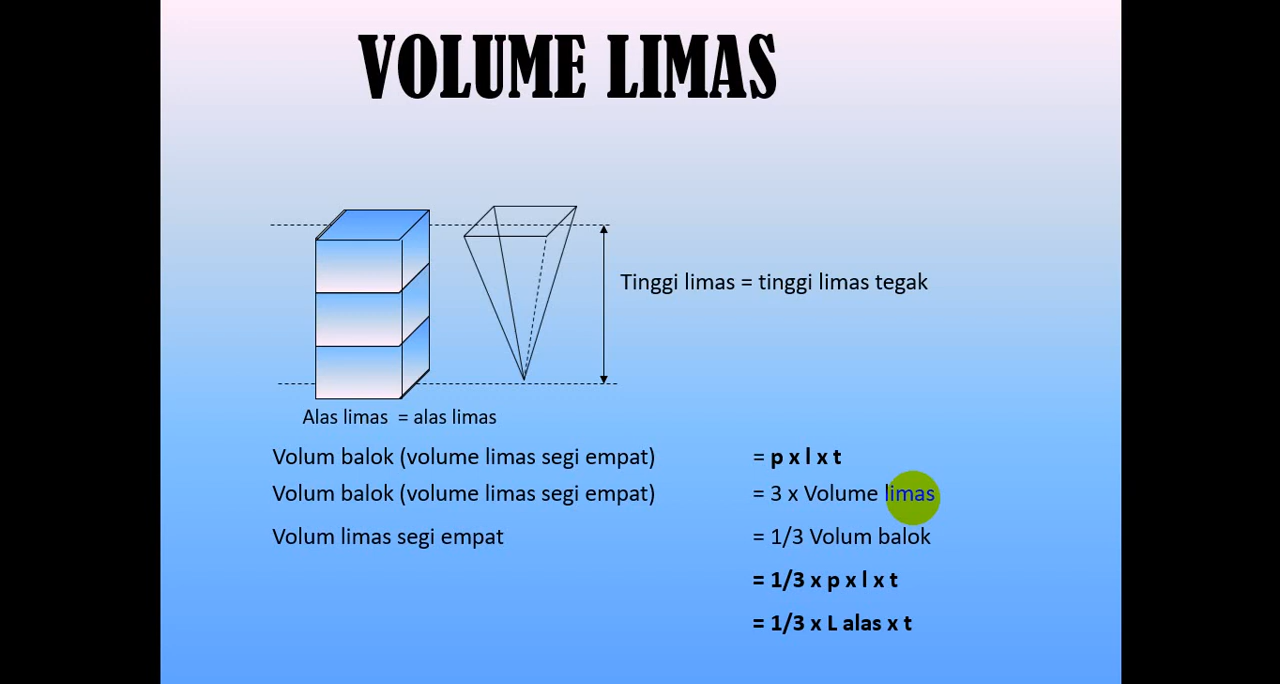 VOLUME LIMAS
Tinggi limas = tinggi limas tegak
Alas limas = alas limas
Volum balok (volume limas segi empat) = p x l x t
Volum balok (volume limas segi empat) = 3 x Volume limas
Volum limas segi empat = 1/3 Volum balok
= 1/3 x p x l x t
= 1/3 x L alas x t